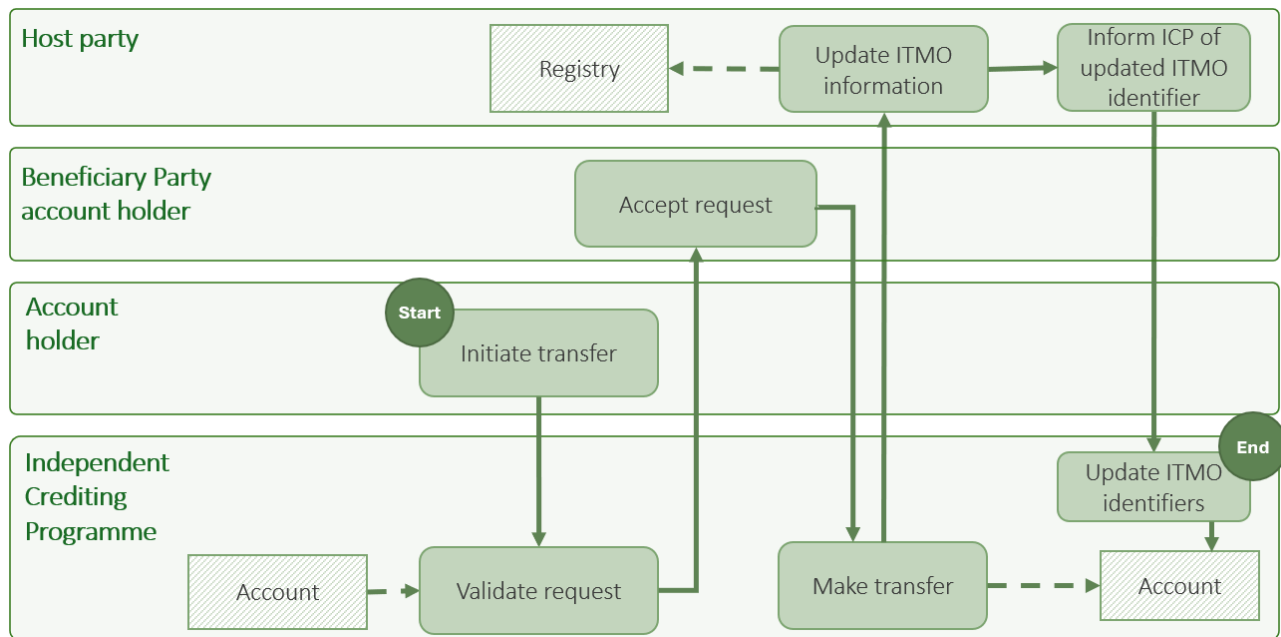 Host party
Registry
Update ITMO
information
Inform ICP of
updated ITMO
identifier
Beneficiary Party
account holder
Accept request
Account
holder
Start
Initiate transfer
Independent
Crediting
Programme
End
Update ITMO
identifiers
Account
Validate request
Make transfer
Account